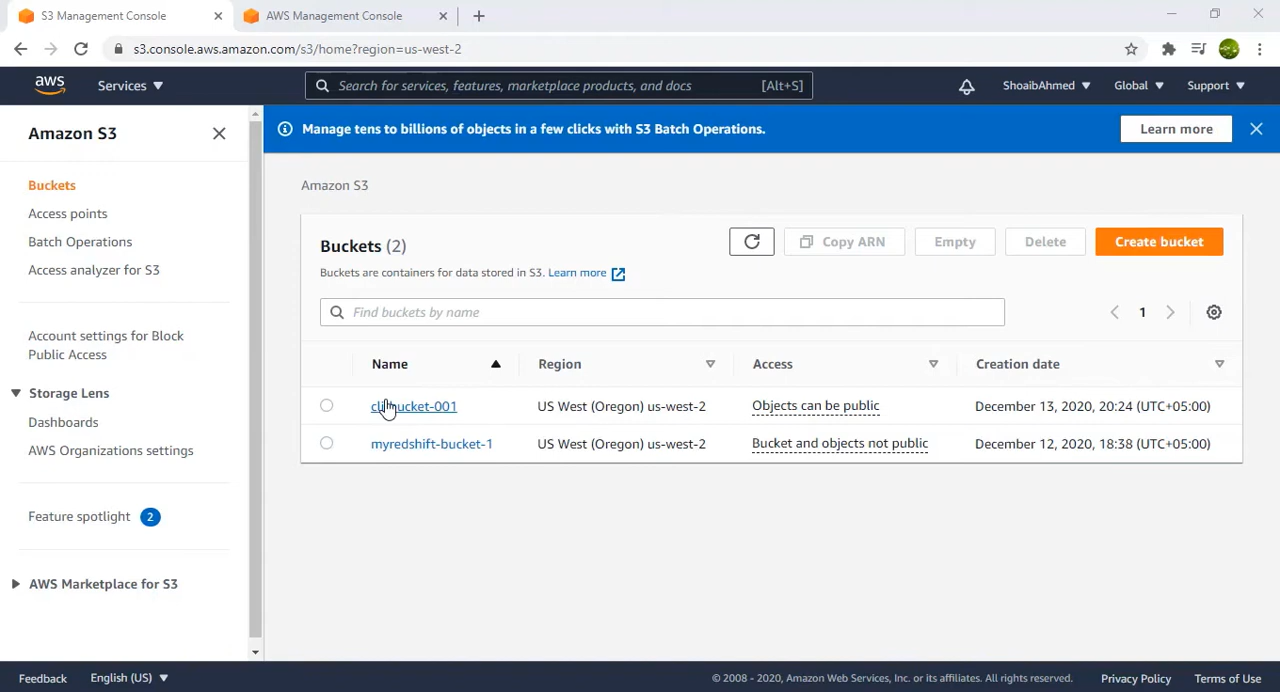 S3 Management Console
AWS Management Console
s3.console.aws.amazon.com/s3/home?region=us-west-2
aws
Services
Search for services, features, marketplace products, and docs
[Alt+S]
ShoaibAhmed
Global
Support
Amazon S3
Manage tens to billions of objects in a few clicks with S3 Batch Operations.
Learn more
Buckets
Access points
Batch Operations
Access analyzer for S3
Account settings for Block
Public Access
Storage Lens
Dashboards
AWS Organizations settings
Feature spotlight 2
AWS Marketplace for S3
Amazon S3
Buckets (2)
Copy ARN
Empty
Delete
Create bucket
Buckets are containers for data stored in S3. Learn more
Find buckets by name
1
Name Region Access Creation date
US West (Oregon) us-west-2 Objects can be public December 13, 2020, 20:24 (UTC+05:00)
myredshift-bucket-1 US West (Oregon) us-west-2 Bucket and objects not public December 12, 2020, 18:38 (UTC+05:00)
Feedback
English (US)
© 2008 - 2020, Amazon Web Services, Inc. or its affiliates. All rights reserved.
Privacy Policy
Terms of Use